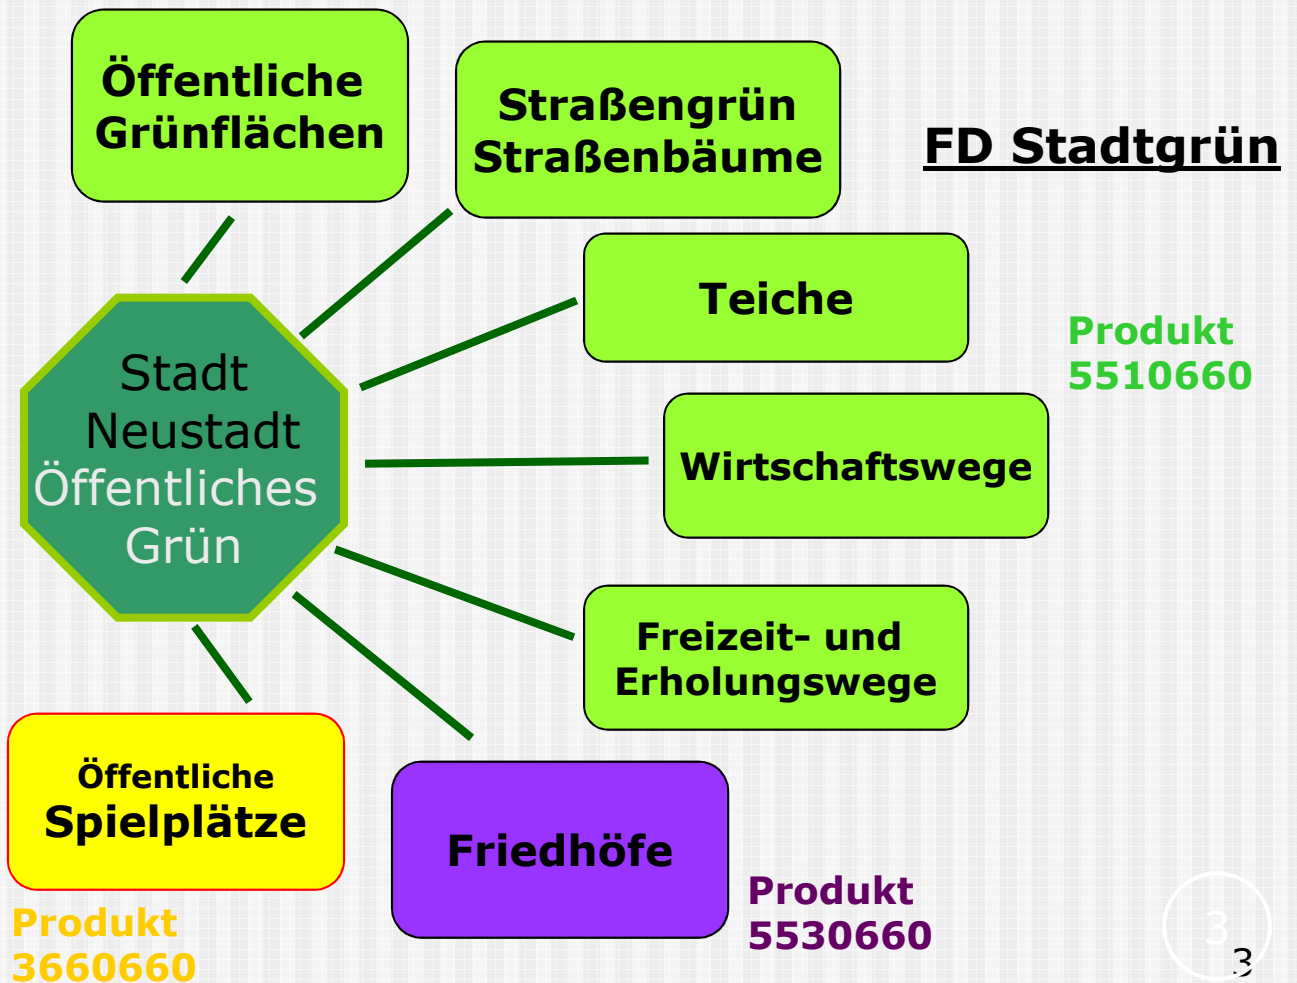 Öffentliche
Grünflächen
Straßengrün
Straßenbäume
FD Stadtgrün
Teiche
Produkt
5510660
Stadt
Neustadt
Öffentliches
Grün
Wirtschaftswege
Freizeit- und
Erholungswege
Öffentliche
Spielplätze
Friedhöfe
Produkt
5530660
Produkt
3660660
3
3